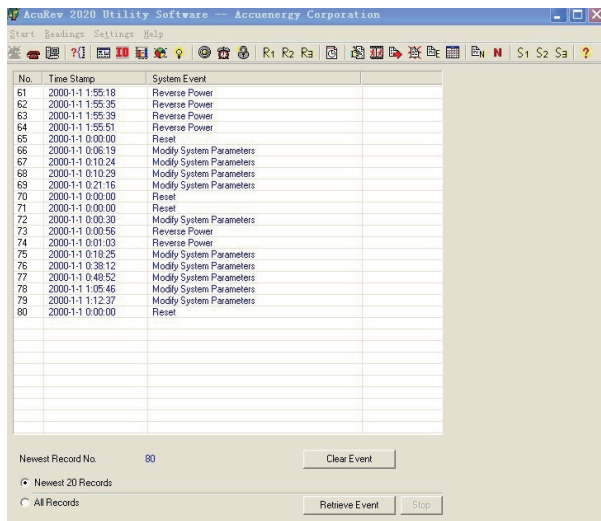 AcuRev 2020 Utility Software -- Accuenergy Corporation
Start Readings Settings Help
?{} IO R1 R2 R3 EE EN N S1 S2 S3 ?
No. Time Stamp System Event
61 2000-1-1 1:55:18 Reverse Power
62 2000-1-1 1:55:35 Reverse Power
63 2000-1-1 1:55:39 Reverse Power
64 2000-1-1 1:55:51 Reverse Power
65 2000-1-1 0:00:00 Reset
66 2000-1-1 0:06:19 Modify System Parameters
67 2000-1-1 0:10:24 Modify System Parameters
68 2000-1-1 0:10:29 Modify System Parameters
69 2000-1-1 0:21:16 Modify System Parameters
70 2000-1-1 0:00:00 Reset
71 2000-1-1 0:00:00 Reset
72 2000-1-1 0:00:30 Modify System Parameters
73 2000-1-1 0:00:56 Reverse Power
74 2000-1-1 0:01:03 Reverse Power
75 2000-1-1 0:18:25 Modify System Parameters
76 2000-1-1 0:38:12 Modify System Parameters
77 2000-1-1 0:48:52 Modify System Parameters
78 2000-1-1 1:05:46 Modify System Parameters
79 2000-1-1 1:12:37 Modify System Parameters
80 2000-1-1 0:00:00 Reset
Newest Record No. 80 Clear Event
Newest 20 Records
All Records Retrieve Event Stop